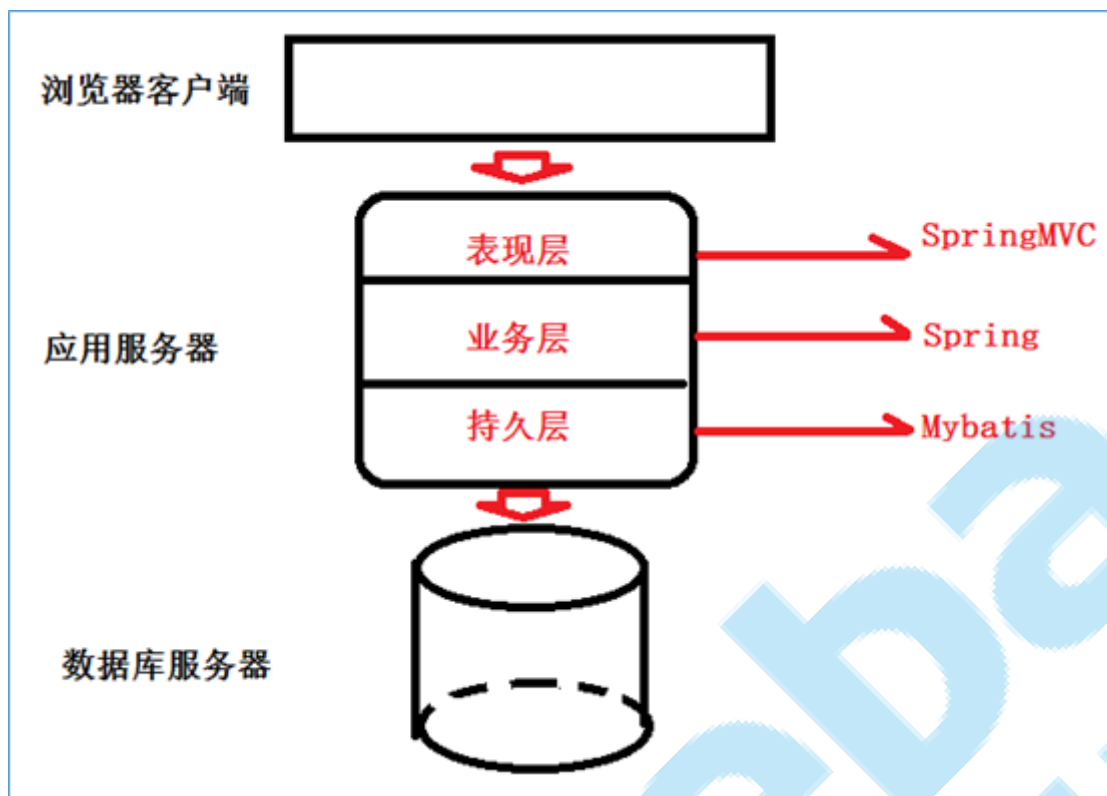 浏览器客户端
表现层
SpringMVC
应用服务器
业务层
Spring
持久层
Mybatis
数据库服务器